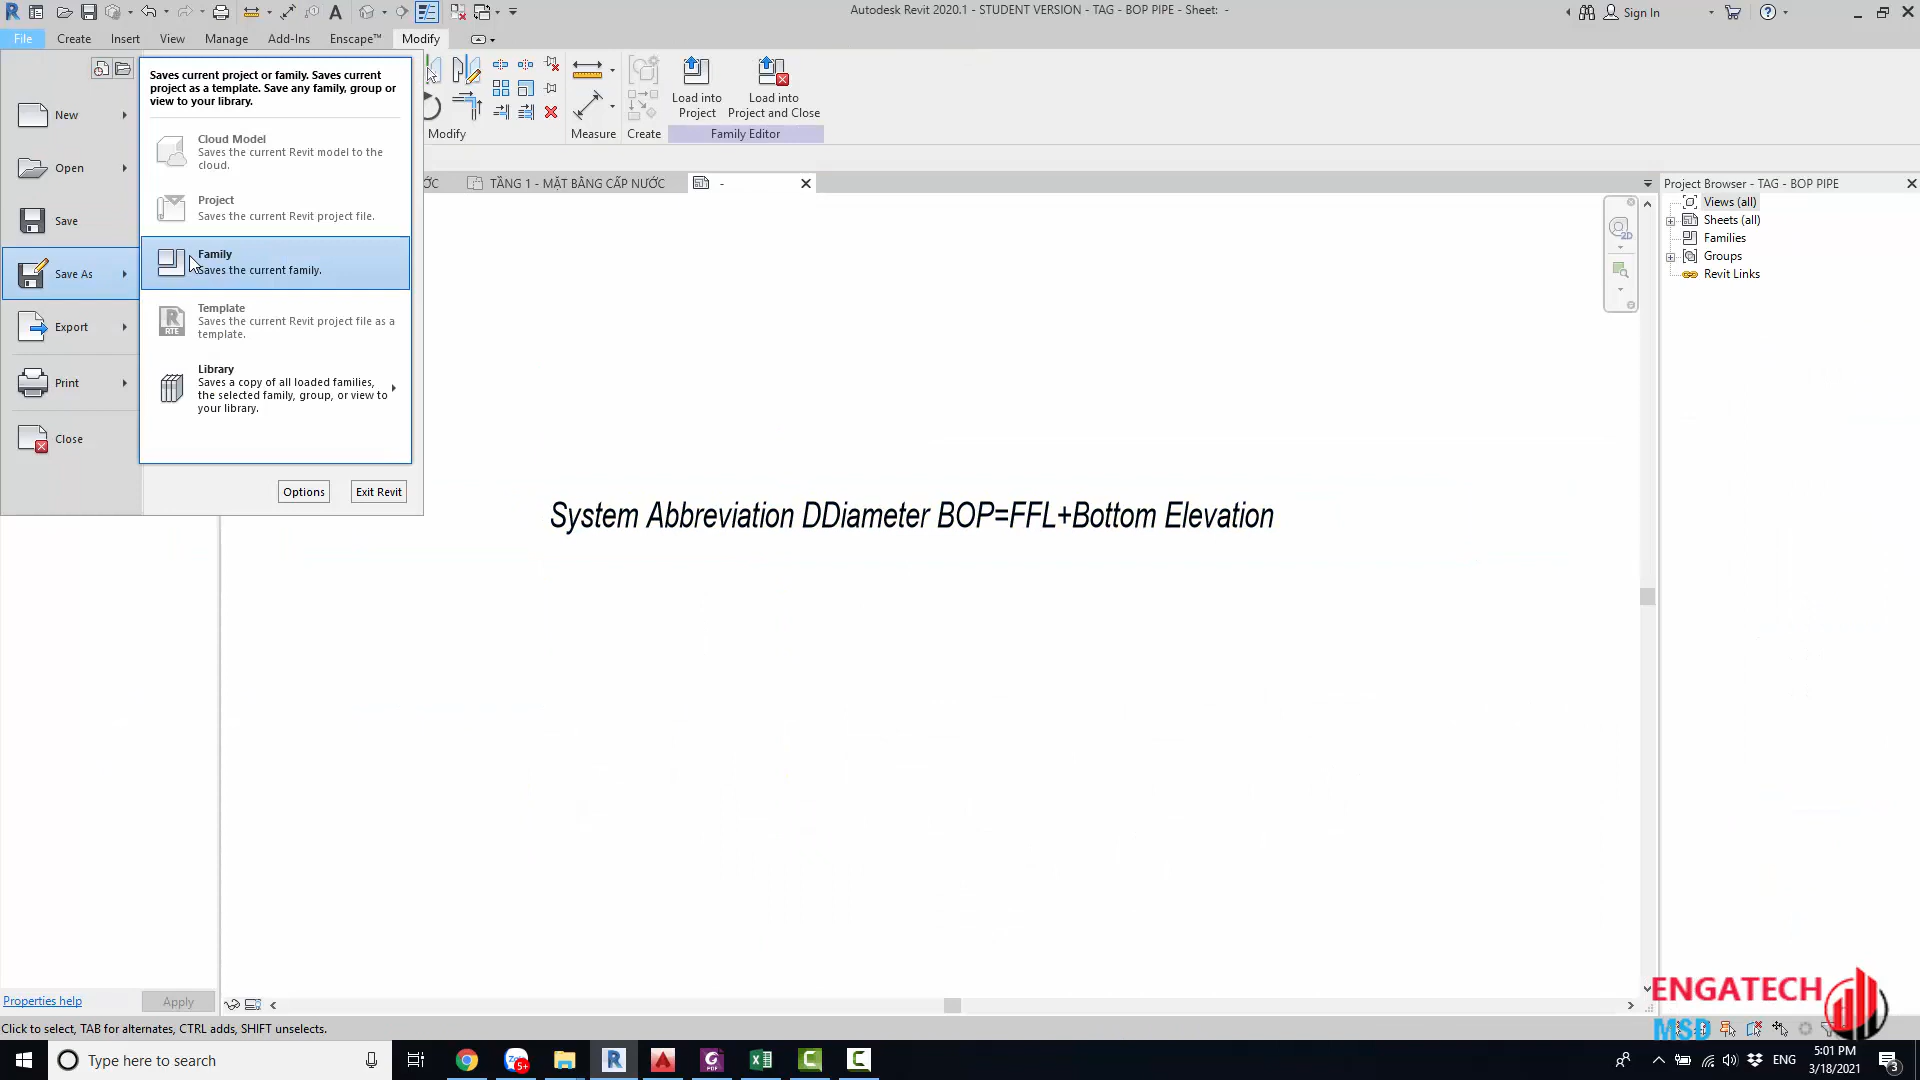 Autodesk Revit 2020.1 - STUDENT VERSION - TAG - BOP PIPE - Sheet: -
Sign In
File
Create
Insert
View
Manage
Add-Ins
Enscape™
Modify
Saves current project or family. Saves current
project as a template. Save any family, group or
view to your library.
New
Open
Save
Save As
Export
Print
Close
Cloud Model
Saves the current Revit model to the
cloud.
Project
Saves the current Revit project file.
Family
Saves the current family.
Template
Saves the current Revit project file as a
template.
RTE
Library
Saves a copy of all loaded families,
the selected family, group, or view to
your library.
Options
Exit Revit
Modify
Measure
Create
Load into
Project
Load into
Project and Close
Family Editor
ỚC
TẦNG 1 - MẶT BẰNG CẤP NƯỚC
-
Project Browser - TAG - BOP PIPE
Views (all)
Sheets (all)
Families
Groups
Revit Links
2D
System Abbreviation DDiameter BOP=FFL+Bottom Elevation
Properties help
Apply
Click to select, TAB for alternates, CTRL adds, SHIFT unselects.
ENGATECH
MSD
Type here to search
5+
ENG
5:01 PM
3/18/2021
3